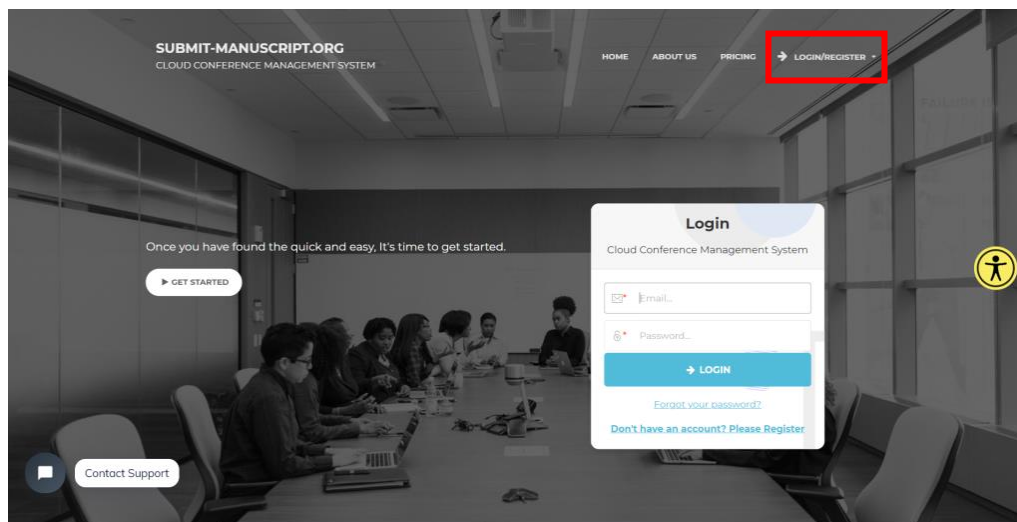 SUBMIT-MANUSCRIPT.ORG
CLOUD CONFERENCE MANAGEMENT SYSTEM
HOME ABOUT US PRICING LOGIN/REGISTER
Once you have found the quick and easy, It's time to get started.
GET STARTED
Login
Cloud Conference Management System
Email...
Password...
LOGIN
Forgot your password?
Don't have an account? Please Register
Contact Support